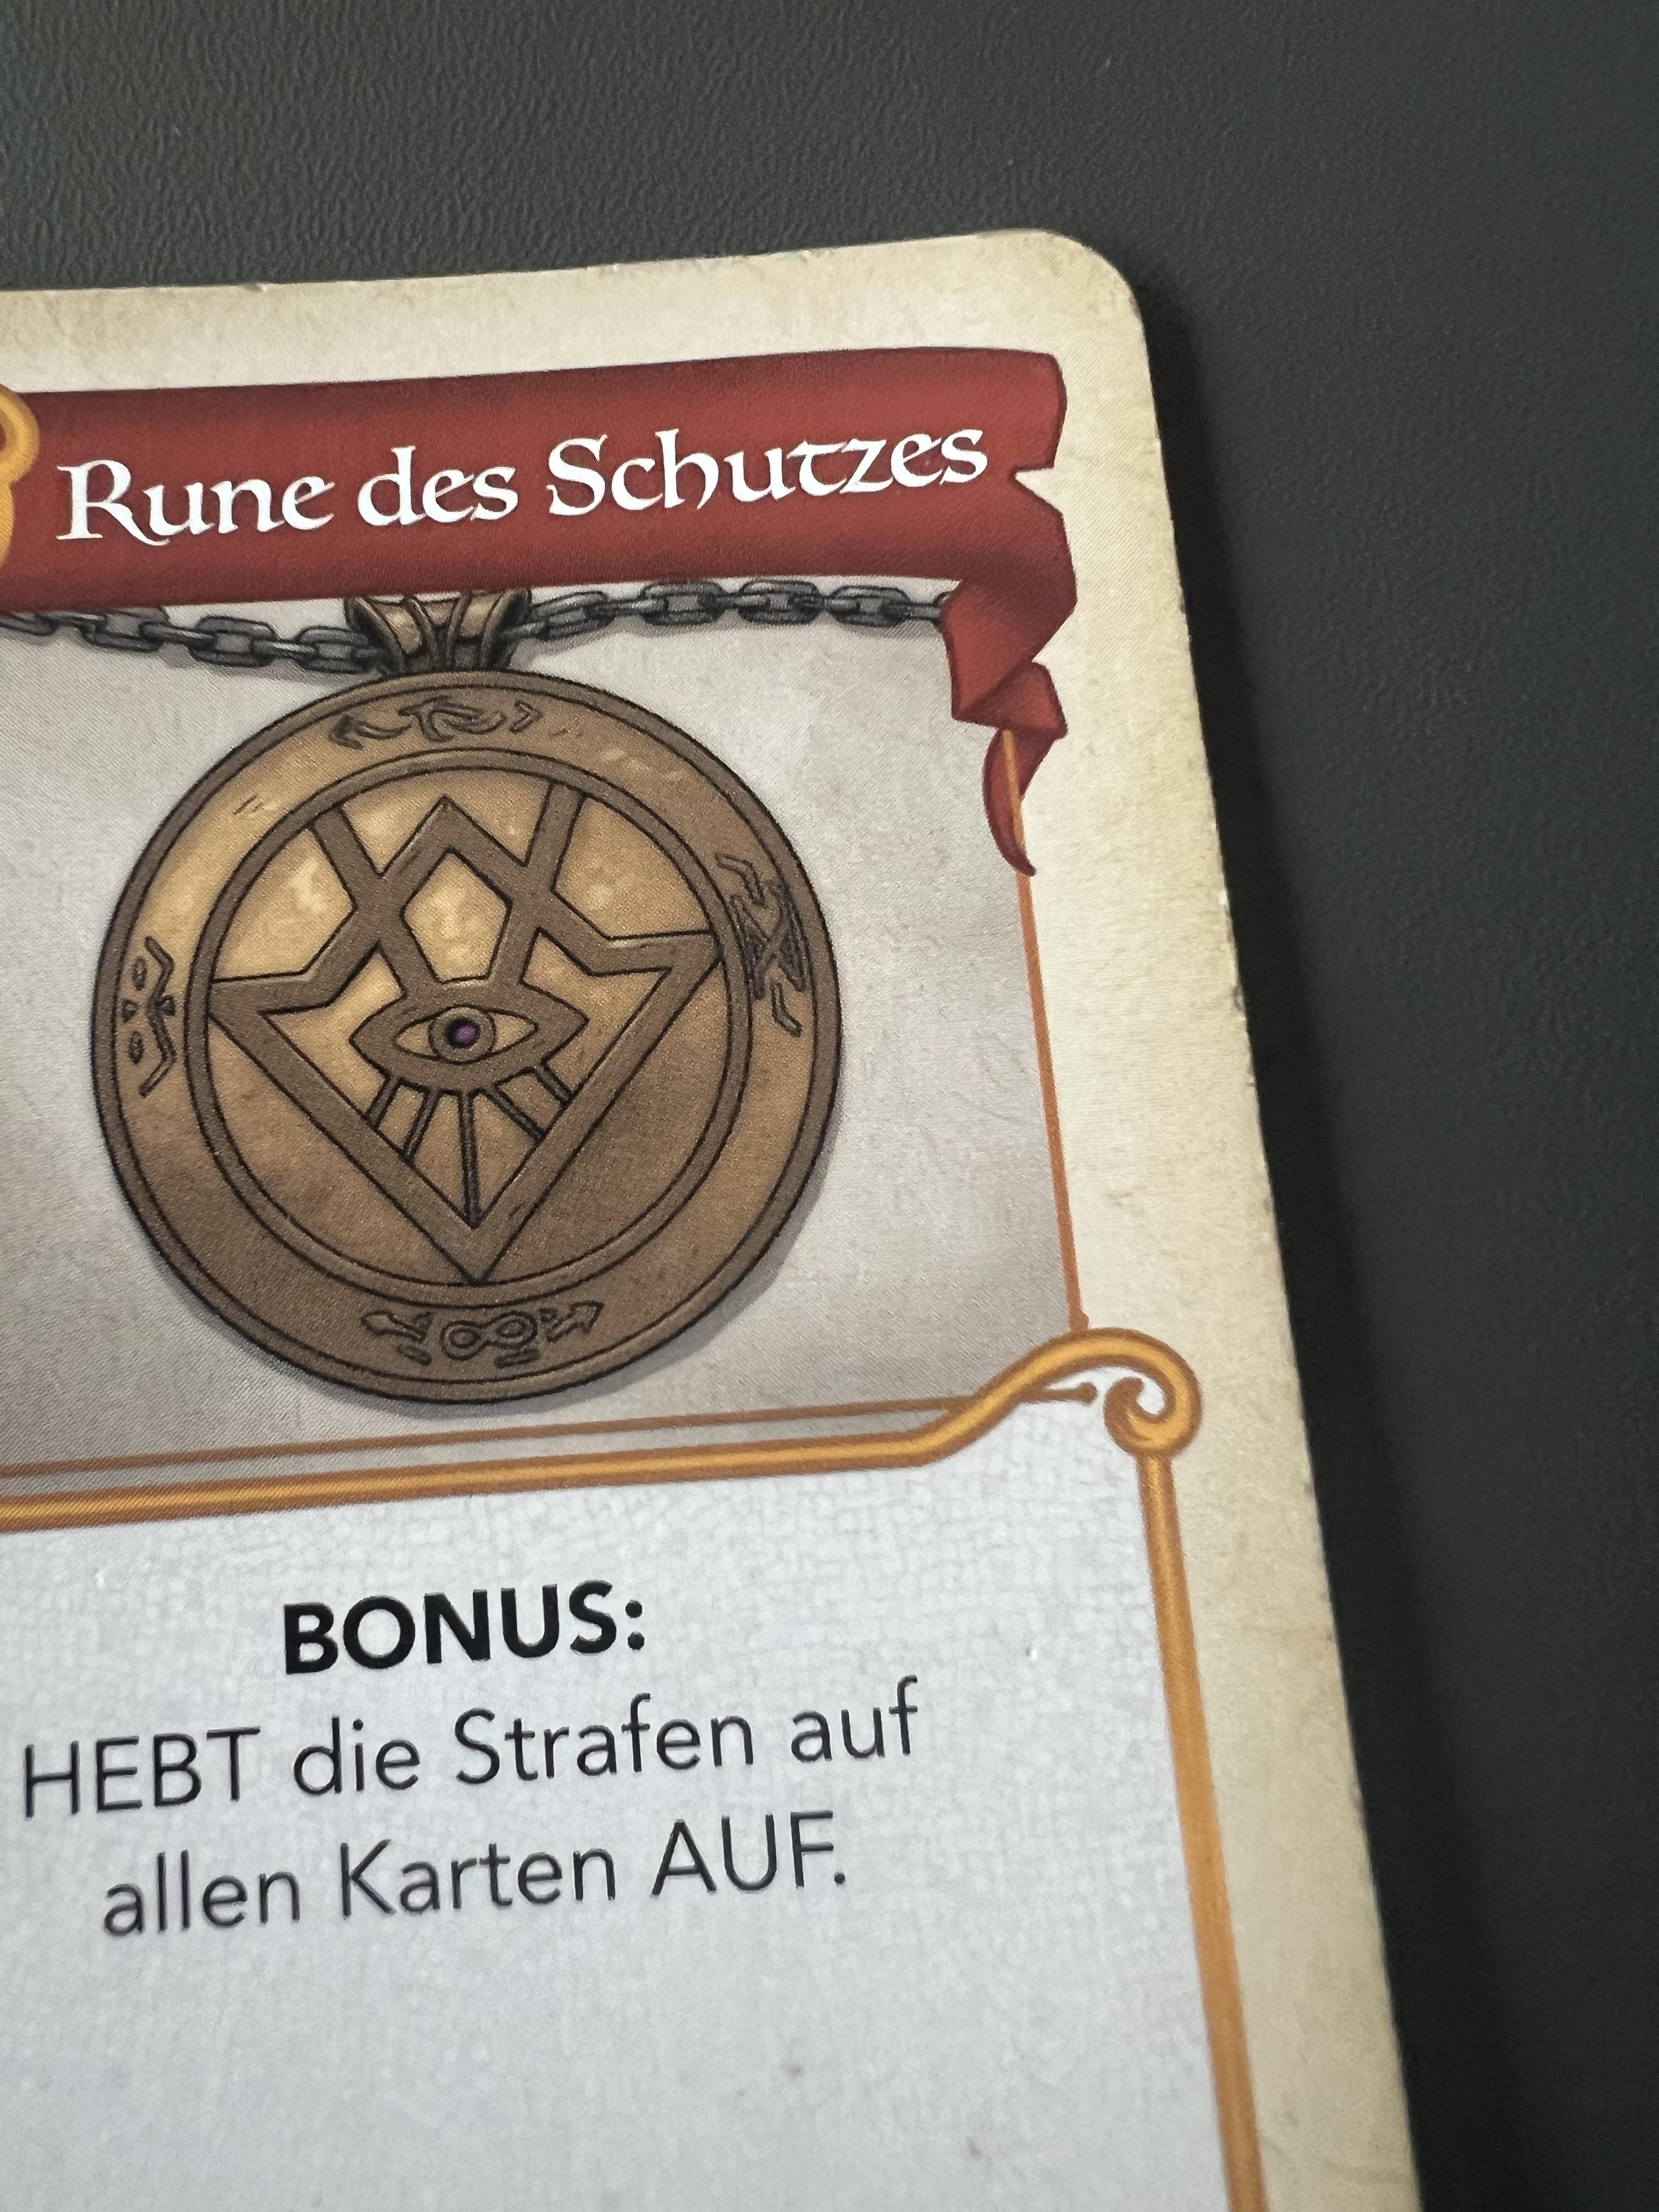 Rune des Schutzes
BONUS:
HEBT die Strafen auf
allen Karten AUF.